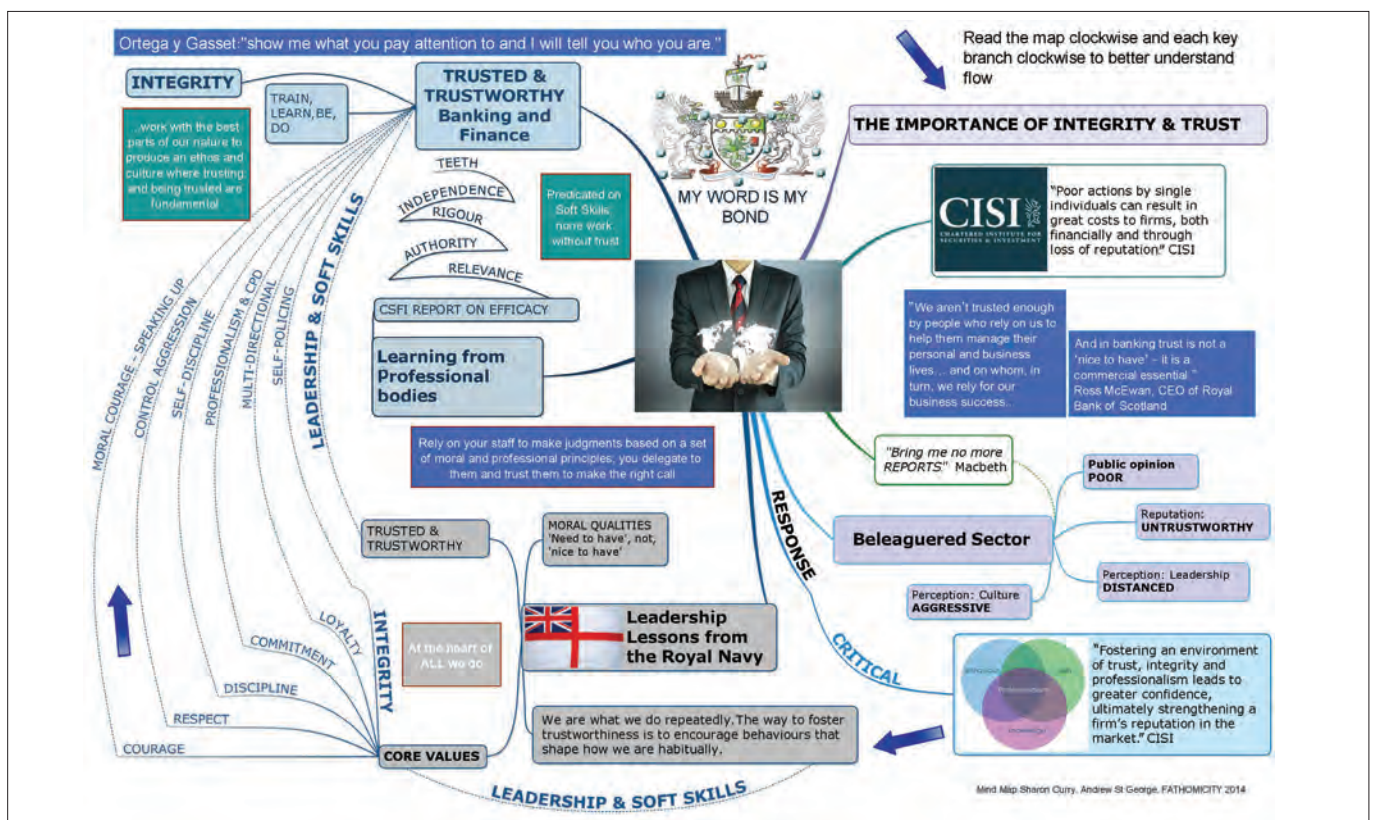 Ortega y Gasset:"show me what you pay attention to and I will tell you who you are."
Read the map clockwise and each key
branch clockwise to better understand
flow
THE IMPORTANCE OF INTEGRITY & TRUST
CISI
CHARTERED INSTITUTE FOR
SECURITIES & INVESTMENT
"Poor actions by single
individuals can result in
great costs to firms, both
financially and through
loss of reputation." CISI
"We aren't trusted enough
by people who rely on us to
help them manage their
personal and business
lives... and on whom, in
turn, we rely for our
business success...
And in banking trust is not a
'nice to have' – it is a
commercial essential."
Ross McEwan, CEO of Royal
Bank of Scotland
"Bring me no more
REPORTS" Macbeth
Beleaguered Sector
Public opinion
POOR
Reputation:
UNTRUSTWORTHY
Perception: Leadership
DISTANCED
Perception: Culture
AGGRESSIVE
CRITICAL
RESPONSE
"Fostering an environment
of trust, integrity and
professionalism leads to
greater confidence,
ultimately strengthening a
firm's reputation in the
market." CISI
Leadership
Lessons from
the Royal Navy
We are what we do repeatedly.The way to foster
trustworthiness is to encourage behaviours that
shape how we are habitually.
LEADERSHIP & SOFT SKILLS
CORE VALUES
COURAGE
RESPECT
DISCIPLINE
COMMITMENT
LOYALTY
INTEGRITY
At the heart of
ALL we do
TRUSTED &
TRUSTWORTHY
MORAL QUALITIES
'Need to have', not,
'nice to have'
Rely on your staff to make judgments based on a set
of moral and professional principles; you delegate to
them and trust them to make the right call
Learning from
Professional
bodies
CSFI REPORT ON EFFICACY
RELEVANCE
AUTHORITY
RIGOUR
INDEPENDENCE
TEETH
Predicated on
Soft Skills:
none work
without trust
MY WORD IS MY
BOND
TRUSTED &
TRUSTWORTHY
Banking and
Finance
LEADERSHIP & SOFT SKILLS
SELF-POLICING
MULTI-DIRECTIONAL
PROFESSIONALISM & CPD
SELF-DISCIPLINE
CONTROL AGGRESSION
MORAL COURAGE – SPEAKING UP
TRAIN,
LEARN,BE,
DO
INTEGRITY
..work with the best
parts of our nature to
produce an ethos and
culture where trusting
and being trusted are
fundamental
Mind Map Sharon Curry, Andrew St George, FATHOMICITY 2014